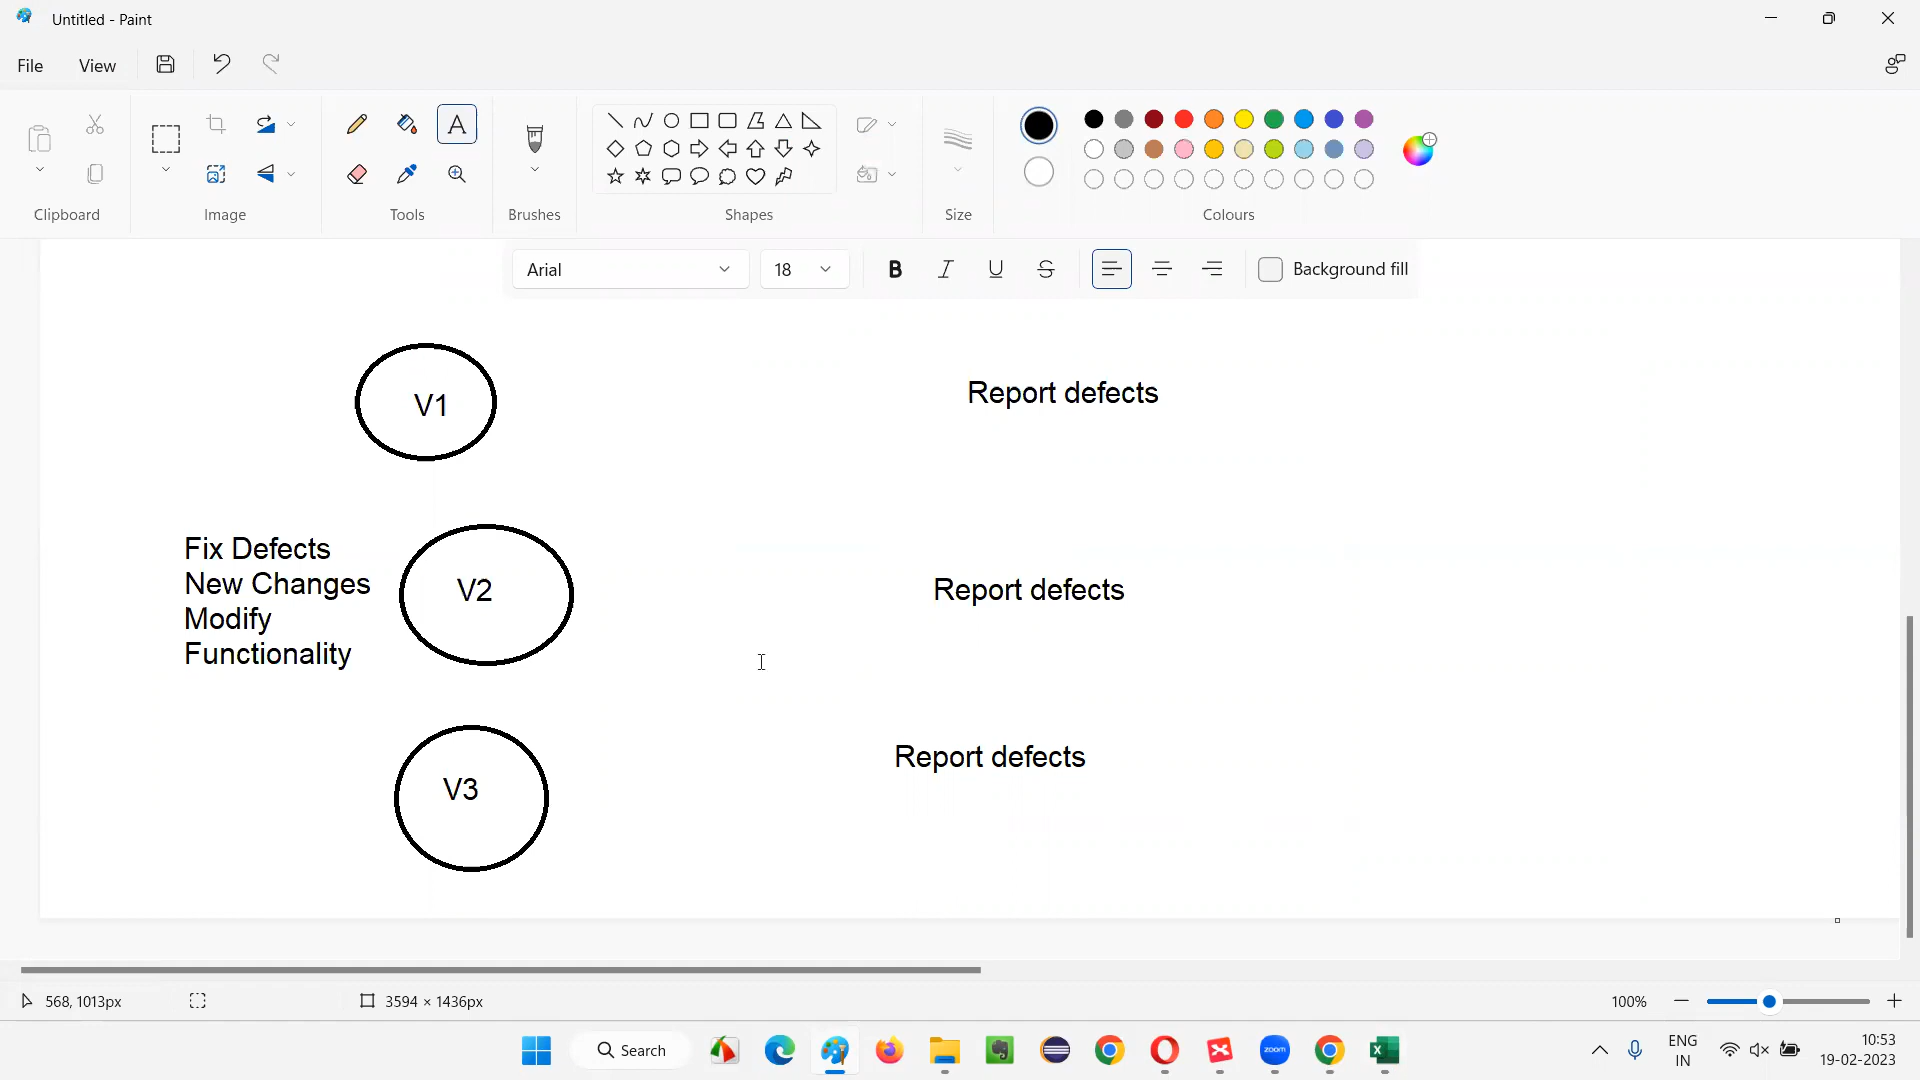 Untitled - Paint
File
View
Clipboard
Image
Tools
Brushes
Shapes
Size
Colours
Arial
18
B
I
U
S
Background fill
V1
Report defects
Fix Defects
New Changes
Modify
Functionality
V2
Report defects
V3
Report defects
568, 1013px
3594 × 1436px
100%
Search
zoom
ENG
IN
10:53
19-02-2023